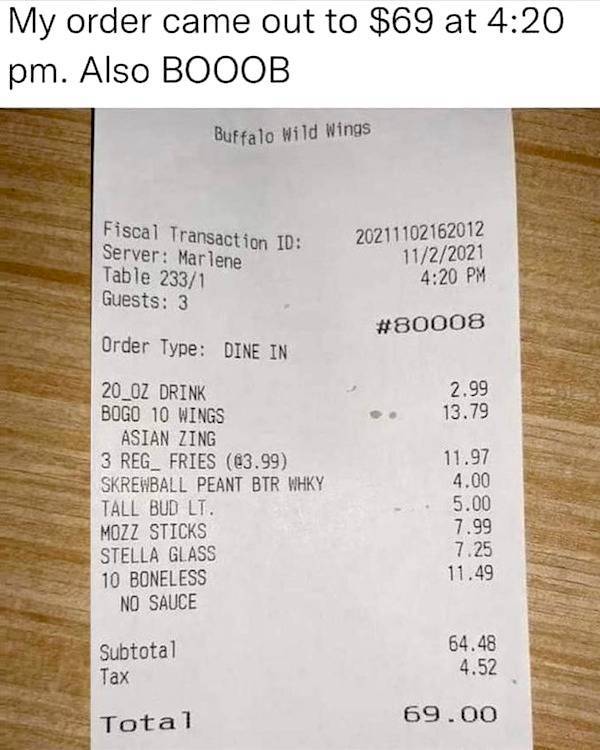 My order came out to $69 at 4:20
pm. Also BOOOB
Buffalo Wild Wings
Fiscal Transaction ID: 20211102162012
Server: Marlene 11/2/2021
Table 233/1 4:20 PM
Guests: 3
#80008
Order Type: DINE IN
20_OZ DRINK 2.99
BOGO 10 WINGS 13.79
ASIAN ZING
3 REG_ FRIES (@3.99) 11.97
SKREWBALL PEANT BTR WHKY 4.00
TALL BUD LT. 5.00
MOZZ STICKS 7.99
STELLA GLASS 7.25
10 BONELESS 11.49
NO SAUCE
Subtotal 64.48
Tax 4.52
Total 69.00